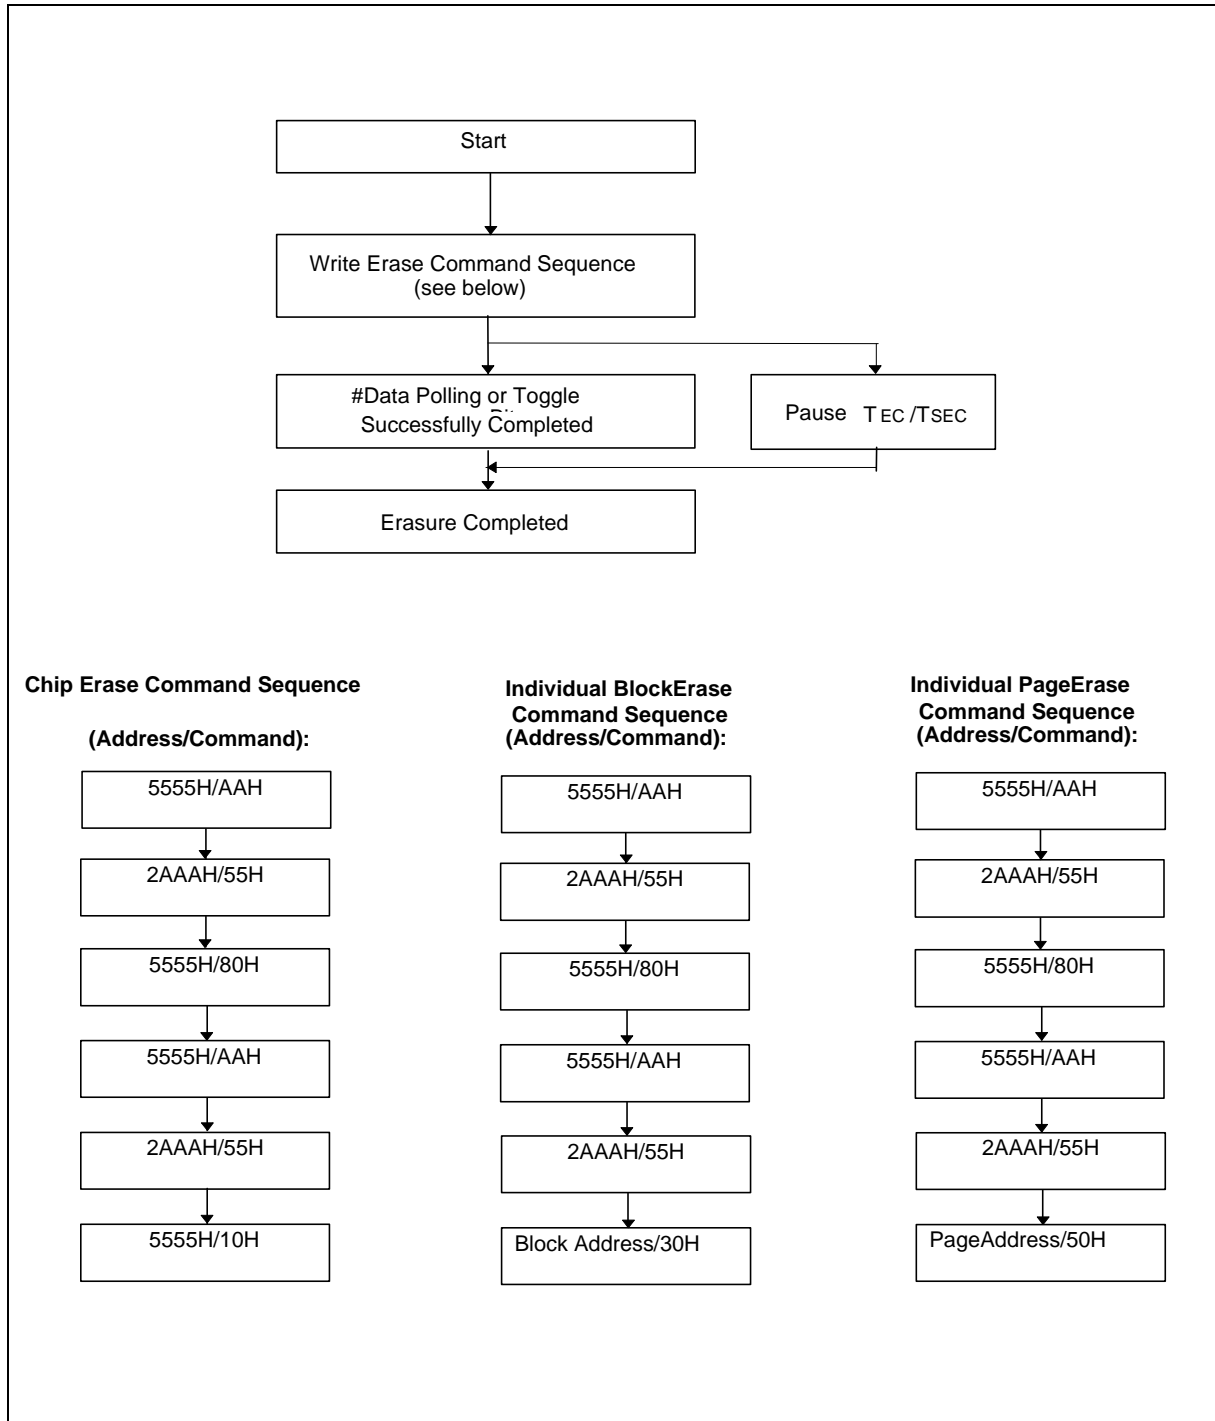 Start
Write Erase Command Sequence
(see below)
#Data Polling or Toggle
Successfully Completed
Pause TEC/TSEC
Erasure Completed
Chip Erase Command Sequence
(Address/Command):
5555H/AAH
2AAAH/55H
5555H/80H
5555H/AAH
2AAAH/55H
5555H/10H
Individual BlockErase
Command Sequence
(Address/Command):
5555H/AAH
2AAAH/55H
5555H/80H
5555H/AAH
2AAAH/55H
Block Address/30H
Individual PageErase
Command Sequence
(Address/Command):
5555H/AAH
2AAAH/55H
5555H/80H
5555H/AAH
2AAAH/55H
PageAddress/50H